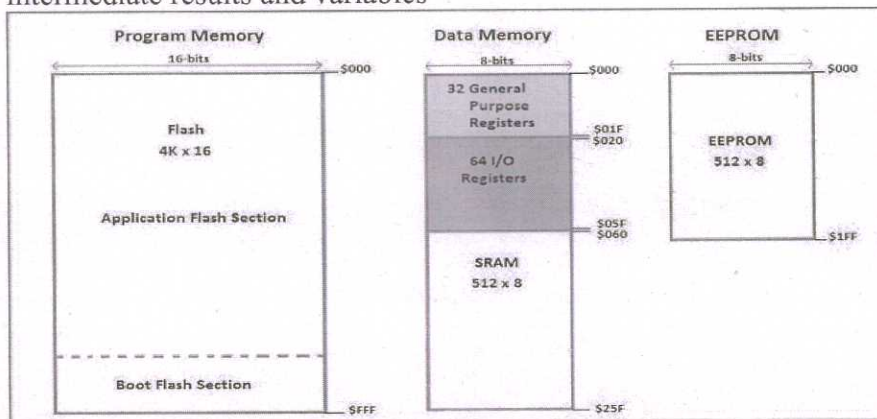 intermediate results and variables
Program Memory
16-bits
$000
Flash
4K x 16
Application Flash Section
Boot Flash Section
$FFF
Data Memory
8-bits
$000
32 General
Purpose
Registers
$01F
$020
64 I/O
Registers
$05F
$060
SRAM
512 x 8
$25F
EEPROM
8-bits
$000
EEPROM
512 x 8
$1FF